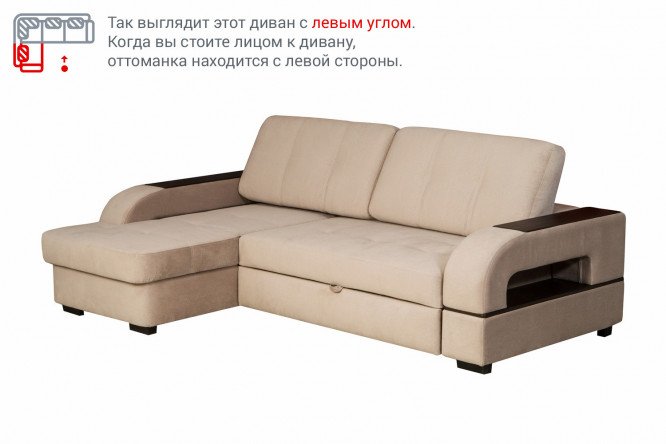 Так выглядит этот диван с левым углом.
Когда вы стоите лицом к дивану,
оттоманка находится с левой стороны.